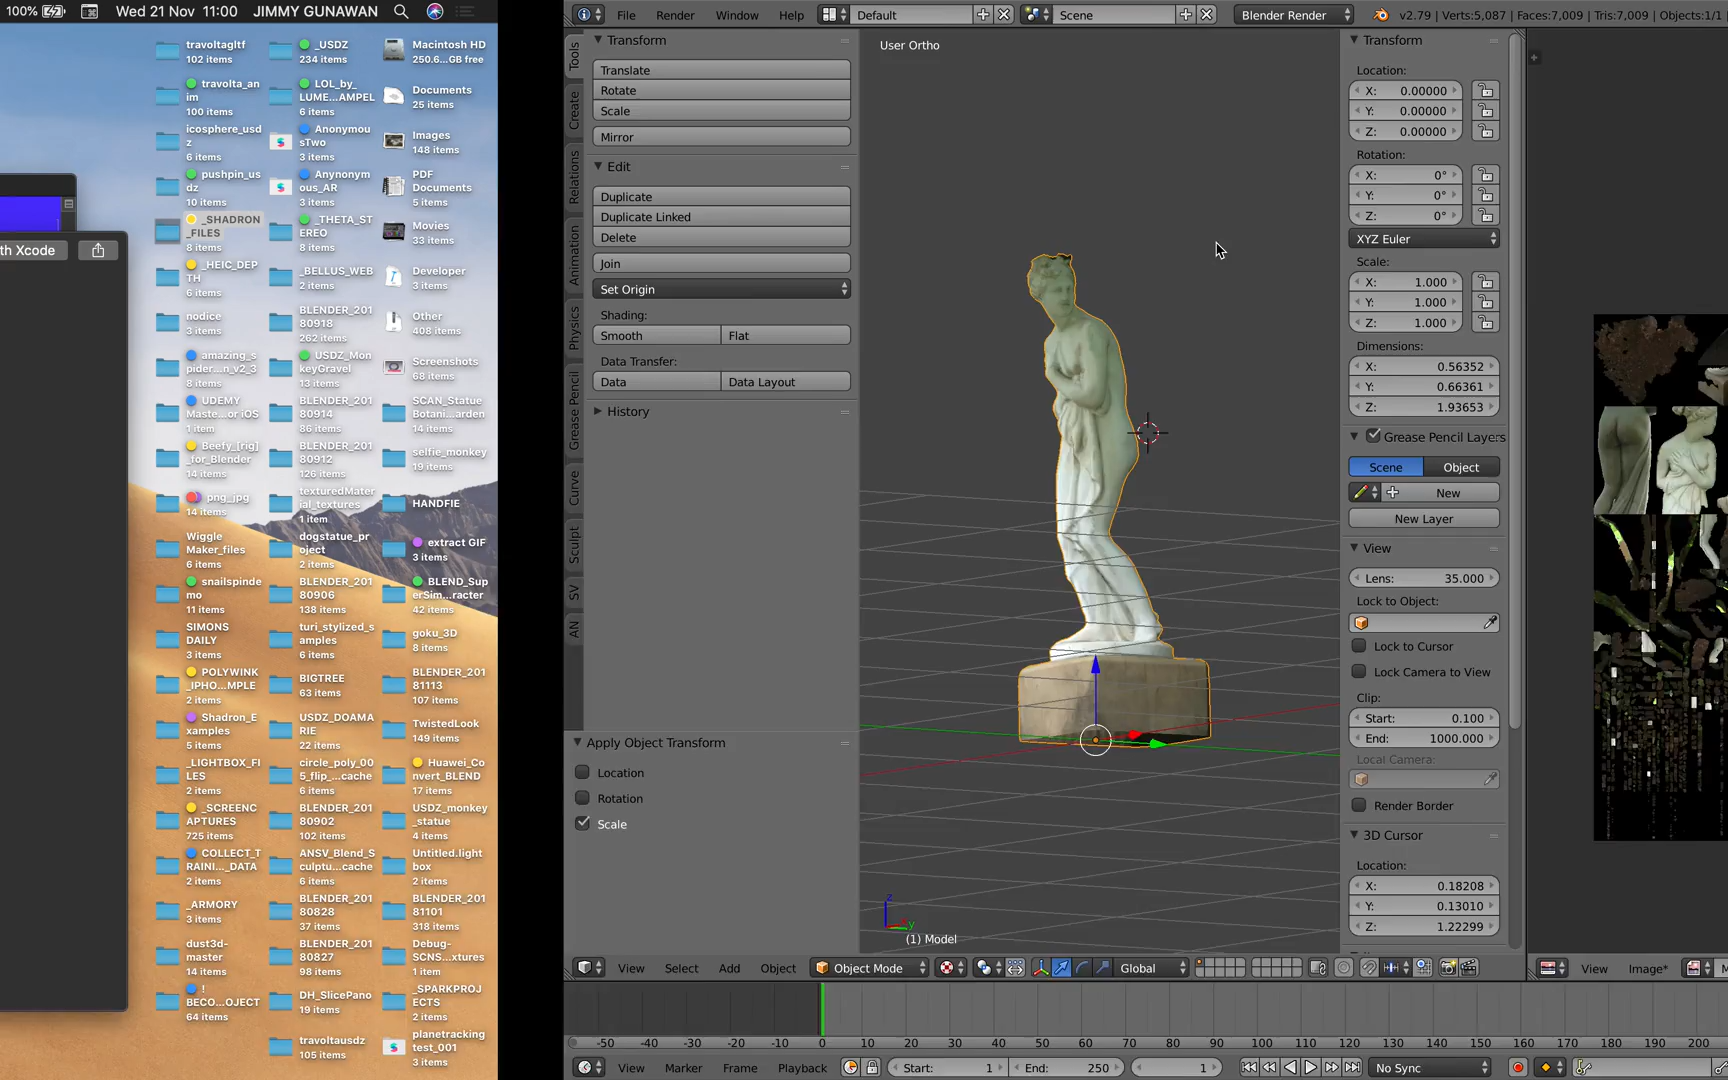 100% Wed 21 Nov 11:00 JIMMY GUNAWAN
th Xcode
travoltagltf
102 items
travolta_an
im
100 items
icosphere_usd
z
6 items
pushpin_us
dz
10 items
_SHADRON
_FILES
8 items
_HEIC_DEP
TH
6 items
nodice
3 items
amazing_s
pider...n_v2_3
8 items
UDEMY
Maste...or iOS
1 item
Beefy_[rig]
_for_Blender
14 items
png_jpg
14 items
Wiggle
Maker_files
6 items
snailspinde
mo
11 items
SIMONS
DAILY
3 items
POLYWINK
_IPHO...MPLE
2 items
Shadron_E
xamples
5 items
_LIGHTBOX_FI
LES
2 items
_SCREENC
APTURES
725 items
COLLECT_T
RAINI..._DATA
2 items
_ARMORY
3 items
dust3d-
master
14 items
!
BECO...OJECT
64 items
_USDZ
234 items
LOL_by_
LUME...AMPEL
6 items
Anonymou
sTwo
3 items
Anynonym
ous_AR
3 items
_THETA_ST
EREO
8 items
_BELLUS_WEB
2 items
BLENDER_201
80918
262 items
USDZ_Mon
keyGravel
13 items
BLENDER_201
80914
86 items
BLENDER_201
80912
126 items
texturedMater
ial_textures
1 item
dogstatue_pr
oject
2 items
BLENDER_201
80906
138 items
turi_stylized_s
amples
6 items
BIGTREE
63 items
USDZ_DOAMA
RIE
22 items
circle_poly_00
5_flip_...cache
6 items
BLENDER_201
80902
102 items
ANSV_Blend_S
culptu...cache
6 items
BLENDER_201
80828
37 items
BLENDER_201
80827
98 items
DH_SlicePano
19 items
travoltausdz
105 items
Macintosh HD
250.6...GB free
Documents
25 items
Images
148 items
PDF
Documents
5 items
Movies
33 items
Developer
3 items
Other
408 items
Screenshots
68 items
SCAN_Statue
Botani...arden
14 items
selfie_monkey
19 items
HANDFIE
extract GIF
3 items
BLEND_Sup
erSim...racter
42 items
goku_3D
8 items
BLENDER_201
81113
107 items
TwistedLook
149 items
Huawei_Co
nvert_BLEND
17 items
USDZ_monkey
_statue
4 items
Untitled.light
box
2 items
BLENDER_201
81101
318 items
Debug-
SCNS...xtures
1 item
_SPARKPROJ
ECTS
2 items
planetracking
test_001
3 items
File Render Window Help Default Scene Blender Render v2.79 | Verts:5,087 | Faces:7,009 | Tris:7,009 | Objects:1/1
Tools
Create
Relations
Animation
Physics
Grease Pencil
Curve
Sculpt
SV
AN
Transform
Translate
Rotate
Scale
Mirror
Edit
Duplicate
Duplicate Linked
Delete
Join
Set Origin
Shading:
Smooth Flat
Data Transfer:
Data Data Layout
History
Apply Object Transform
Location
Rotation
Scale
User Ortho
z
y
(1) Model
Transform
Location:
X: 0.00000
Y: 0.00000
Z: 0.00000
Rotation:
X: 0°
Y: 0°
Z: 0°
XYZ Euler
Scale:
X: 1.000
Y: 1.000
Z: 1.000
Dimensions:
X: 0.56352
Y: 0.66361
Z: 1.93653
Grease Pencil Layers
Scene Object
New
New Layer
View
Lens: 35.000
Lock to Object:
Lock to Cursor
Lock Camera to View
Clip:
Start: 0.100
End: 1000.000
Local Camera:
Render Border
3D Cursor
Location:
X: 0.18208
Y: 0.13010
Z: 1.22299
View Select Add Object Object Mode Global
View Image*
-50 -40 -30 -20 -10 0 10 20 30 40 50 60 70 80 90 100 110 120 130 140 150 160 170 180 190 200
View Marker Frame Playback Start: 1 End: 250 1 No Sync